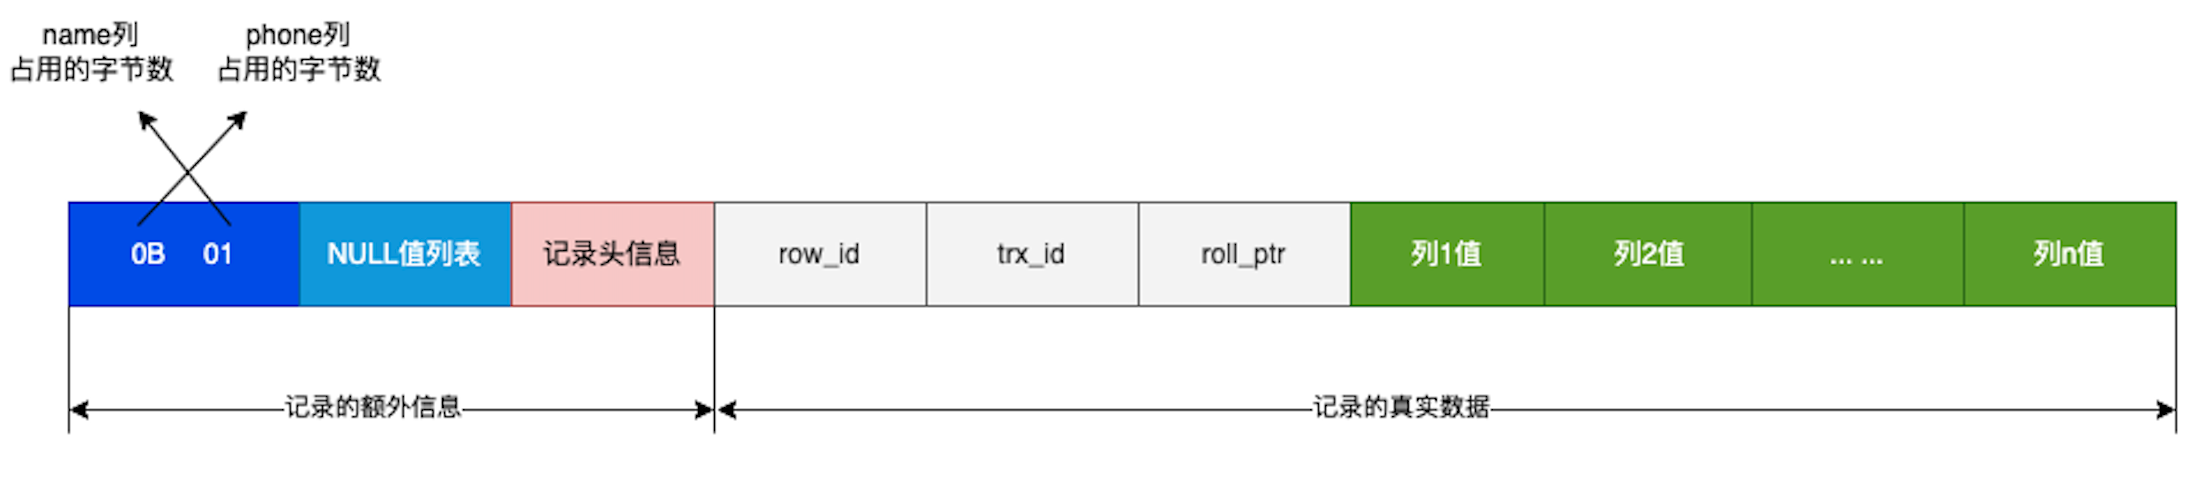 name列
占用的字节数
phone列
占用的字节数
0B 01
NULL值列表
记录头信息
row_id
trx_id
roll_ptr
列1值
列2值
... ...
列n值
记录的额外信息
记录的真实数据